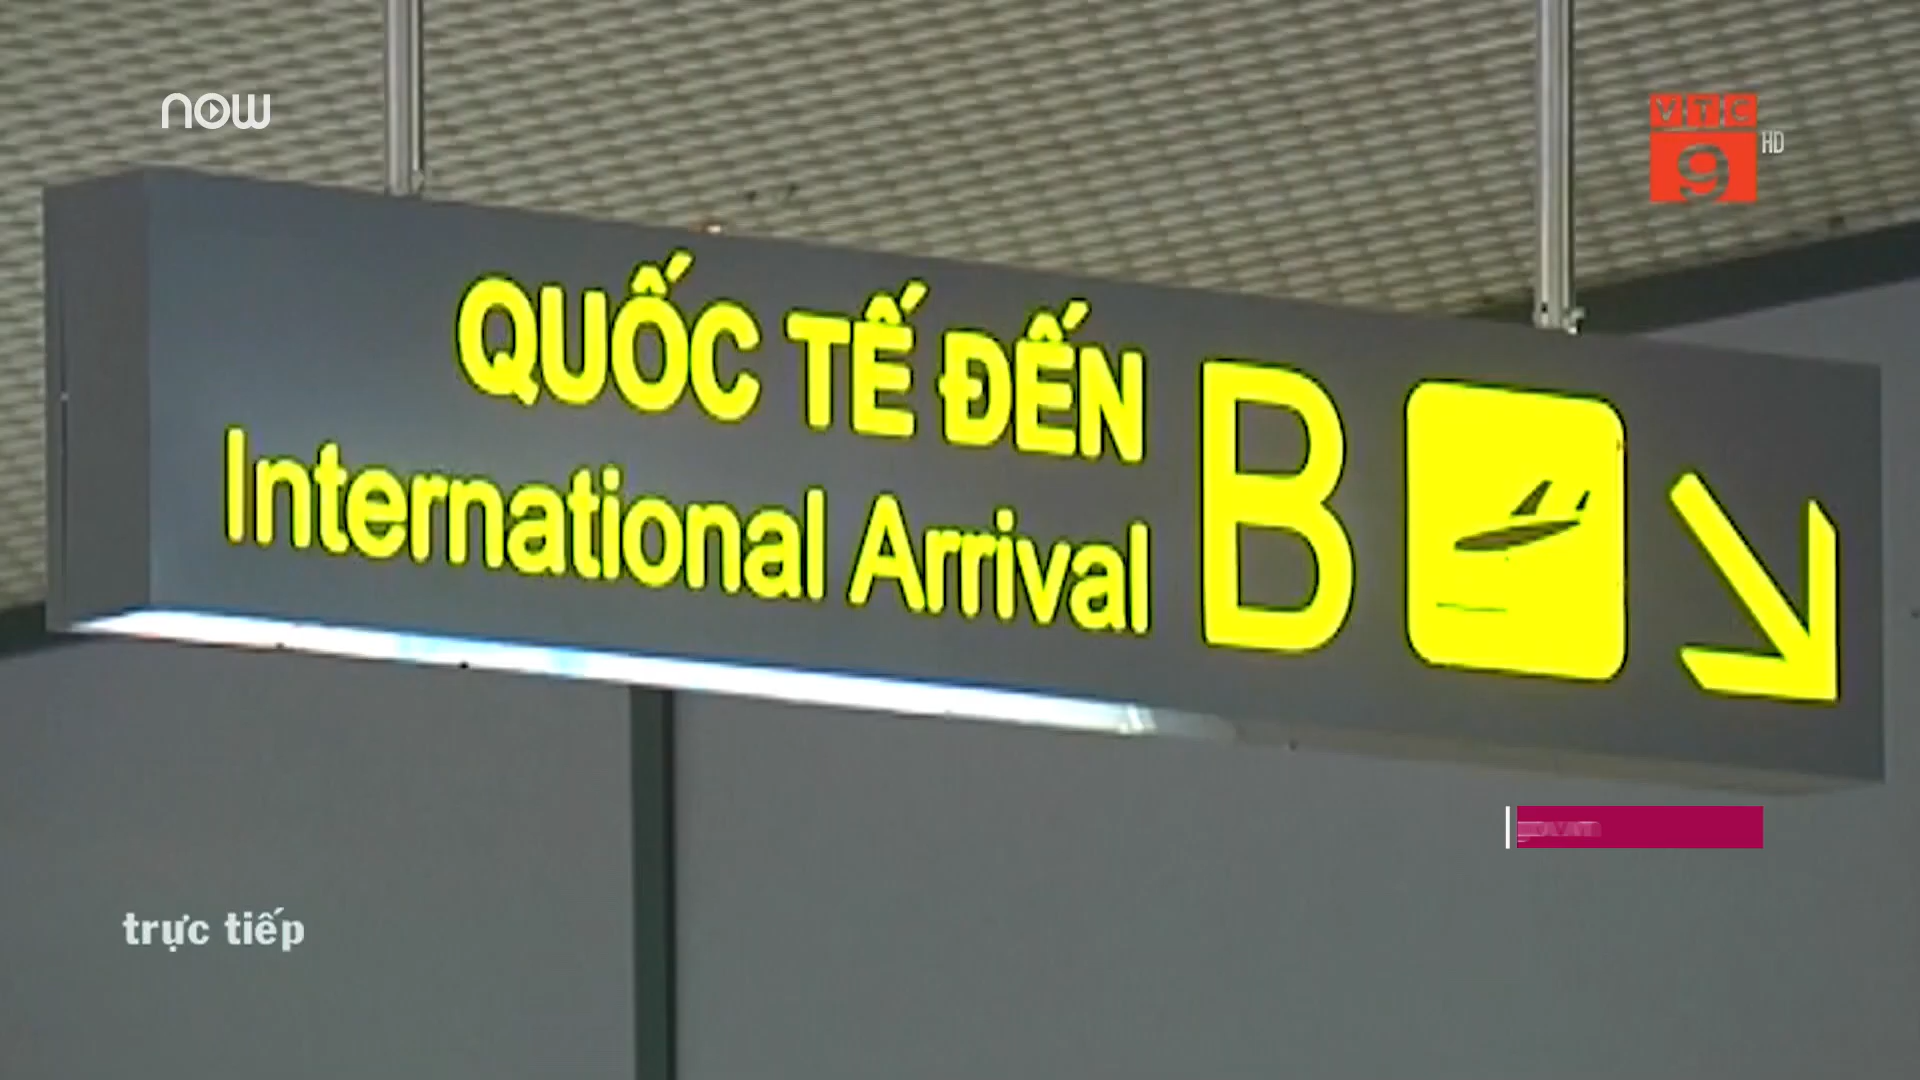 now
VTC
9
HD
QUỐC TẾ ĐẾN
International Arrival
B
trực tiếp